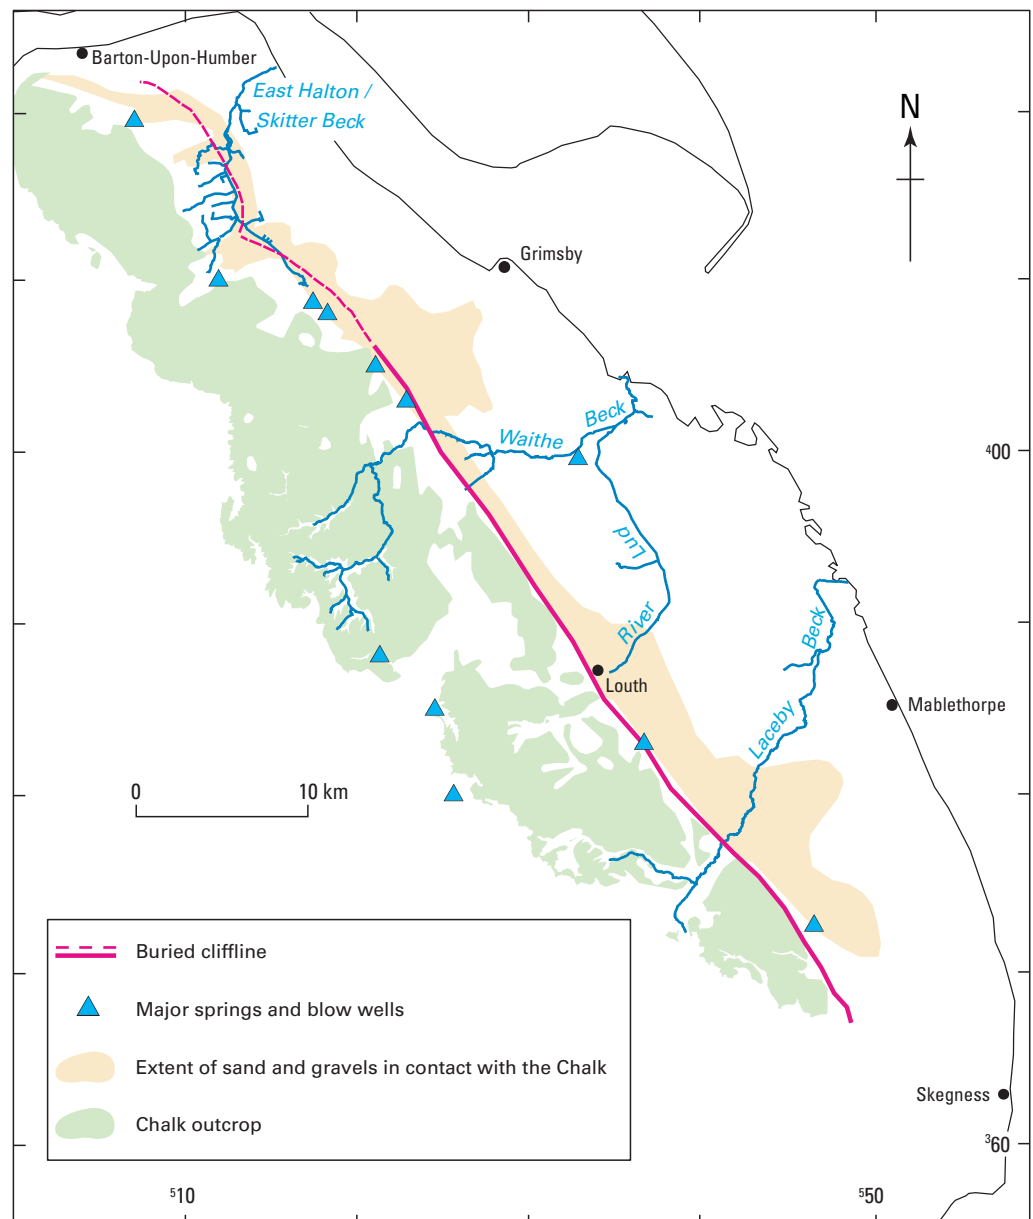 Barton-Upon-Humber
East Halton /
Skitter Beck
N
Grimsby
Beck
Waithe
⁴00
Lud
River
Beck
Louth
Laceby
Mablethorpe
0 10 km
Buried cliffline
Major springs and blow wells
Extent of sand and gravels in contact with the Chalk
Chalk outcrop
Skegness
³60
⁵10
⁵50